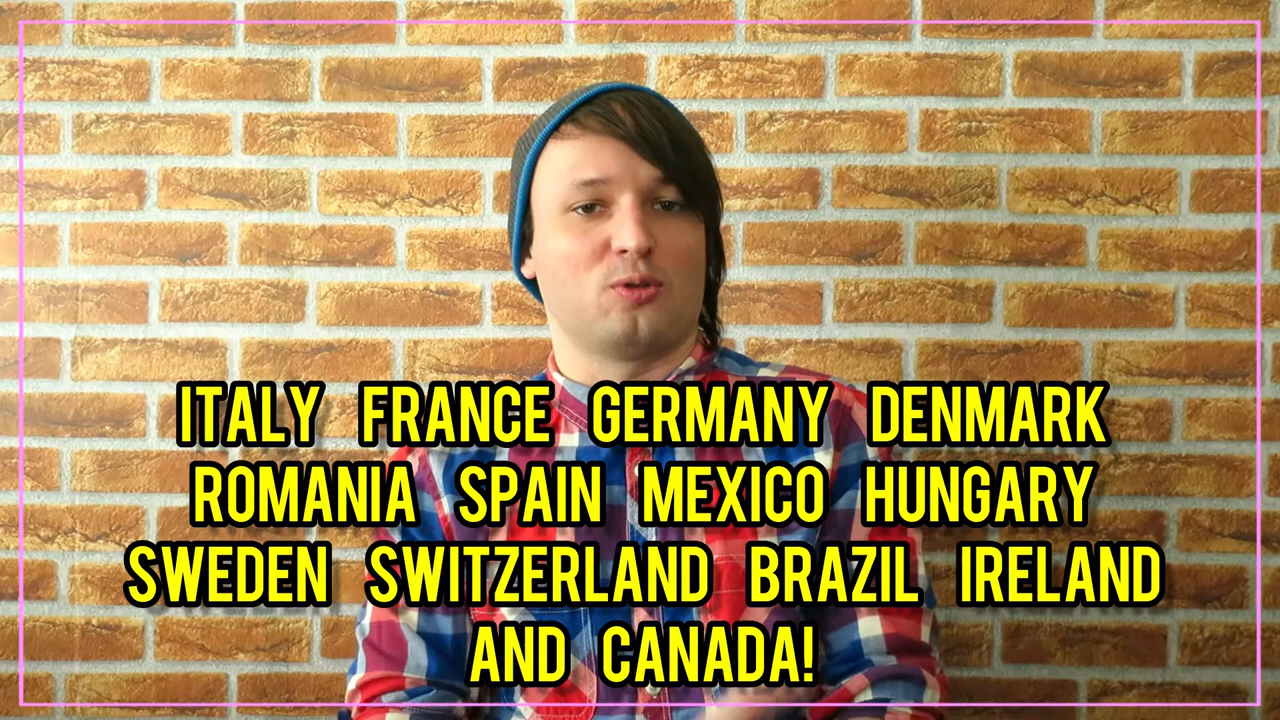 ITALY FRANCE GERMANY DENMARK
ROMANIA SPAIN MEXICO HUNGARY
SWEDEN SWITZERLAND BRAZIL IRELAND
AND CANADA!